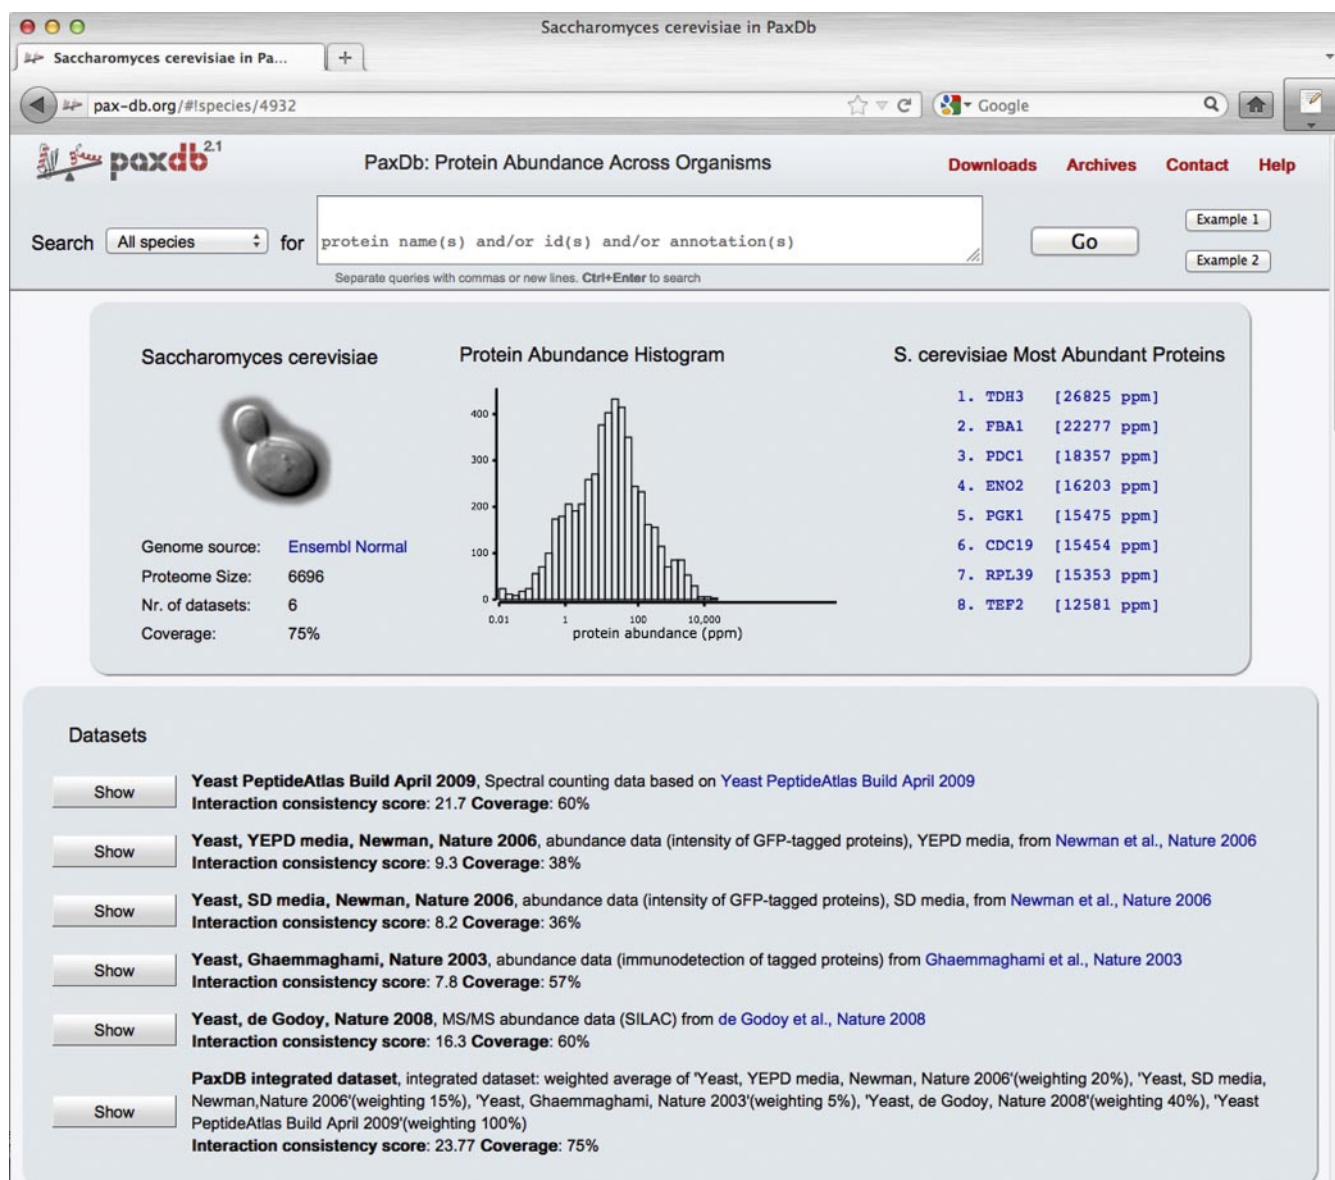 Saccharomyces cerevisiae in PaxDb
Saccharomyces cerevisiae in Pa...
pax-db.org/#!species/4932
Google
paxdb 2.1
PaxDb: Protein Abundance Across Organisms
Downloads Archives Contact Help
Search All species for protein name(s) and/or id(s) and/or annotation(s) Go Example 1
Example 2
Separate queries with commas or new lines. Ctrl+Enter to search
Saccharomyces cerevisiae
Genome source: Ensembl Normal
Proteome Size: 6696
Nr. of datasets: 6
Coverage: 75%
Protein Abundance Histogram
400
300
200
100
0
0.01 1 100 10,000
protein abundance (ppm)
S. cerevisiae Most Abundant Proteins
1. TDH3 [26825 ppm]
2. FBA1 [22277 ppm]
3. PDC1 [18357 ppm]
4. ENO2 [16203 ppm]
5. PGK1 [15475 ppm]
6. CDC19 [15454 ppm]
7. RPL39 [15353 ppm]
8. TEF2 [12581 ppm]
Datasets
Show
Yeast PeptideAtlas Build April 2009, Spectral counting data based on Yeast PeptideAtlas Build April 2009
Interaction consistency score: 21.7 Coverage: 60%
Show
Yeast, YEPD media, Newman, Nature 2006, abundance data (intensity of GFP-tagged proteins), YEPD media, from Newman et al., Nature 2006
Interaction consistency score: 9.3 Coverage: 38%
Show
Yeast, SD media, Newman, Nature 2006, abundance data (intensity of GFP-tagged proteins), SD media, from Newman et al., Nature 2006
Interaction consistency score: 8.2 Coverage: 36%
Show
Yeast, Ghaemmaghami, Nature 2003, abundance data (immunodetection of tagged proteins) from Ghaemmaghami et al., Nature 2003
Interaction consistency score: 7.8 Coverage: 57%
Show
Yeast, de Godoy, Nature 2008, MS/MS abundance data (SILAC) from de Godoy et al., Nature 2008
Interaction consistency score: 16.3 Coverage: 60%
Show
PaxDB integrated dataset, integrated dataset: weighted average of 'Yeast, YEPD media, Newman, Nature 2006'(weighting 20%), 'Yeast, SD media,
Newman,Nature 2006'(weighting 15%), 'Yeast, Ghaemmaghami, Nature 2003'(weighting 5%), 'Yeast, de Godoy, Nature 2008'(weighting 40%), 'Yeast
PeptideAtlas Build April 2009'(weighting 100%)
Interaction consistency score: 23.77 Coverage: 75%